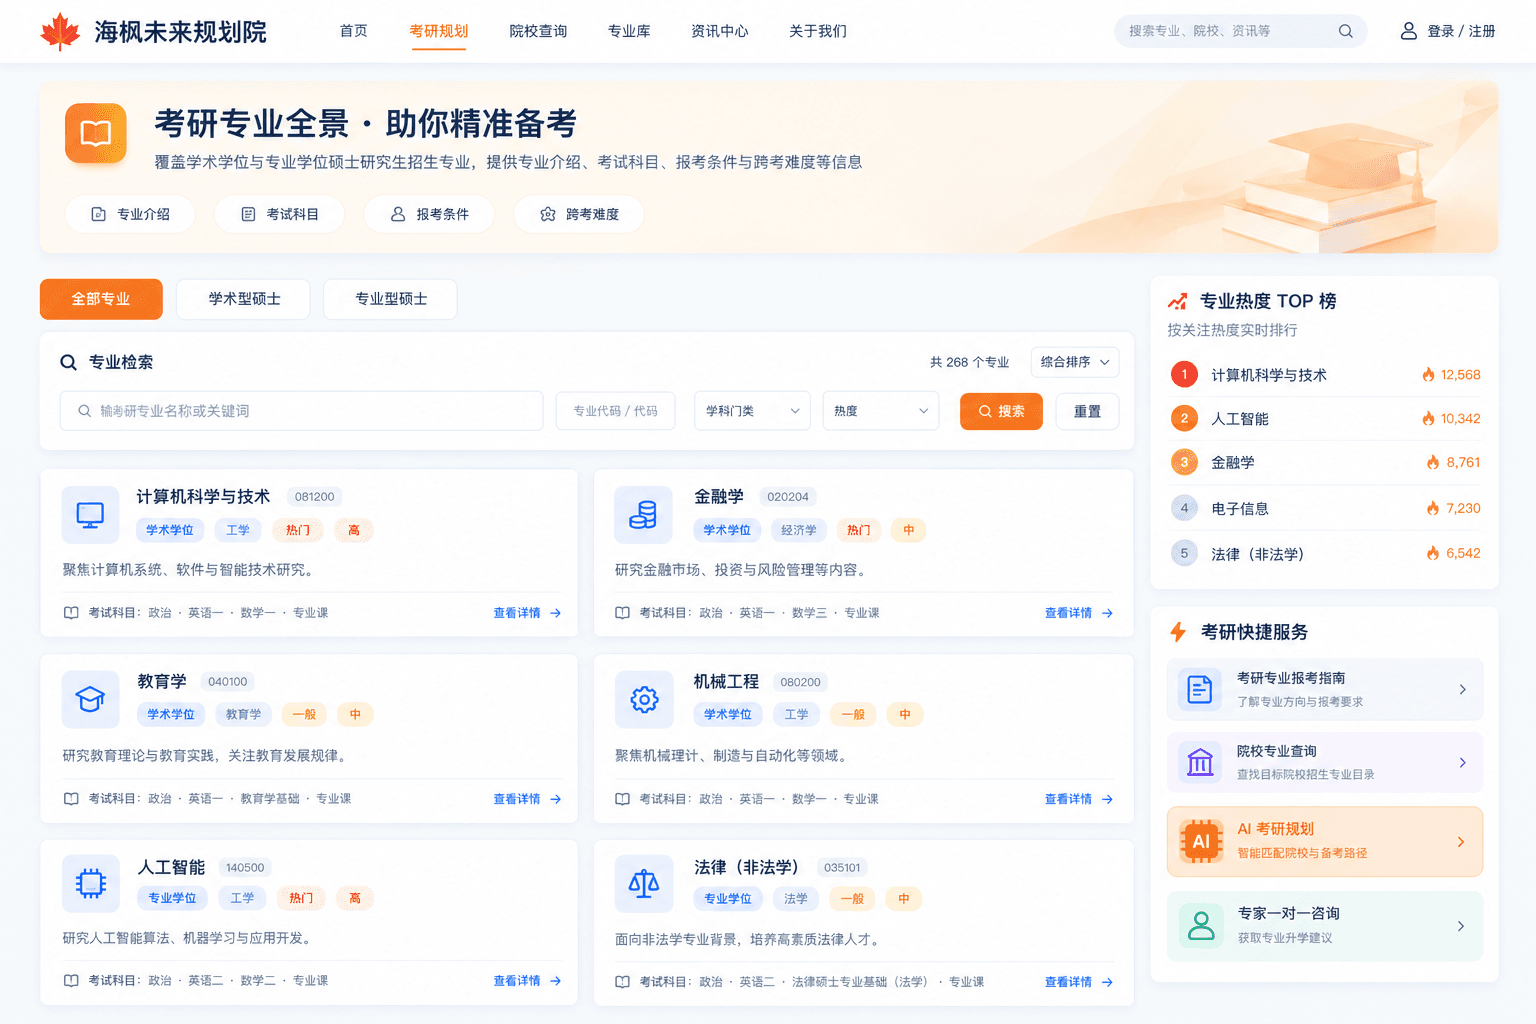 海枫未来规划院
首页 考研规划 院校查询 专业库 资讯中心 关于我们
搜索专业、院校、资讯等
登录 / 注册
考研专业全景 · 助你精准备考
覆盖学术学位与专业学位硕士研究生招生专业，提供专业介绍、考试科目、报考条件与跨考难度等信息
专业介绍 考试科目 报考条件 跨考难度
全部专业 学术型硕士 专业型硕士
专业检索
共 268 个专业 综合排序
输考研专业名称或关键词 专业代码 / 代码 学科门类 热度 搜索 重置
计算机科学与技术 081200
学术学位 工学 热门 高
聚焦计算机系统、软件与智能技术研究。
考试科目：政治 · 英语一 · 数学一 · 专业课 查看详情
金融学 020204
学术学位 经济学 热门 中
研究金融市场、投资与风险管理等内容。
考试科目：政治 · 英语一 · 数学三 · 专业课 查看详情
教育学 040100
学术学位 教育学 一般 中
研究教育理论与教育实践，关注教育发展规律。
考试科目：政治 · 英语一 · 教育学基础 · 专业课 查看详情
机械工程 080200
学术学位 工学 一般 中
聚焦机械理计、制造与自动化等领域。
考试科目：政治 · 英语一 · 数学一 · 专业课 查看详情
人工智能 140500
专业学位 工学 热门 高
研究人工智能算法、机器学习与应用开发。
考试科目：政治 · 英语二 · 数学二 · 专业课 查看详情
法律（非法学） 035101
专业学位 法学 一般 中
面向非法学专业背景，培养高素质法律人才。
考试科目：政治 · 英语二 · 法律硕士专业基础（法学） · 专业课 查看详情
专业热度 TOP 榜
按关注热度实时排行
1 计算机科学与技术 12,568
2 人工智能 10,342
3 金融学 8,761
4 电子信息 7,230
5 法律（非法学） 6,542
考研快捷服务
考研专业报考指南
了解专业方向与报考要求
院校专业查询
查找目标院校招生专业目录
AI
AI 考研规划
智能匹配院校与备考路径
专家一对一咨询
获取专业升学建议